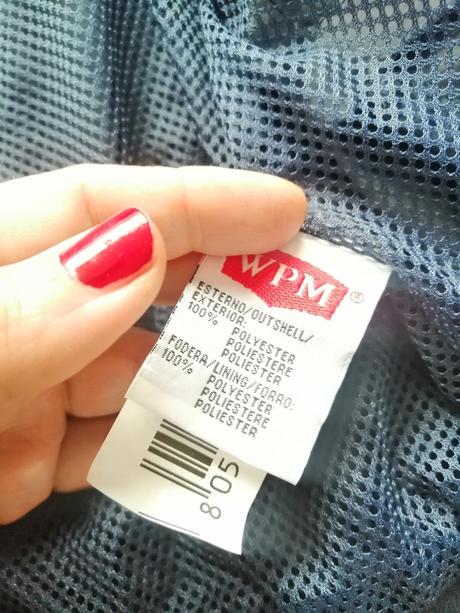 WPM®
ESTERNO/OUTSHELL/
EXTERIOR:
100% POLYESTER
POLIESTERE
POLIESTER
FODERA/LINING/FORRO:
100% POLYESTER
POLIESTERE
POLIESTER
805